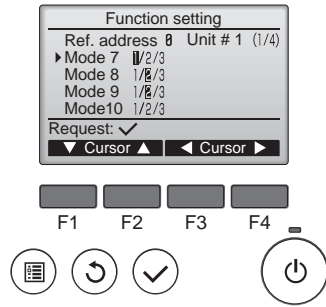 Function setting
Ref. address 0 Unit # 1 (1/4)
Mode 7 1/2/3
Mode 8 1/2/3
Mode 9 1/2/3
Mode10 1/2/3
Request: ✓
▼ Cursor ▲ ◀ Cursor ▶
F1 F2 F3 F4